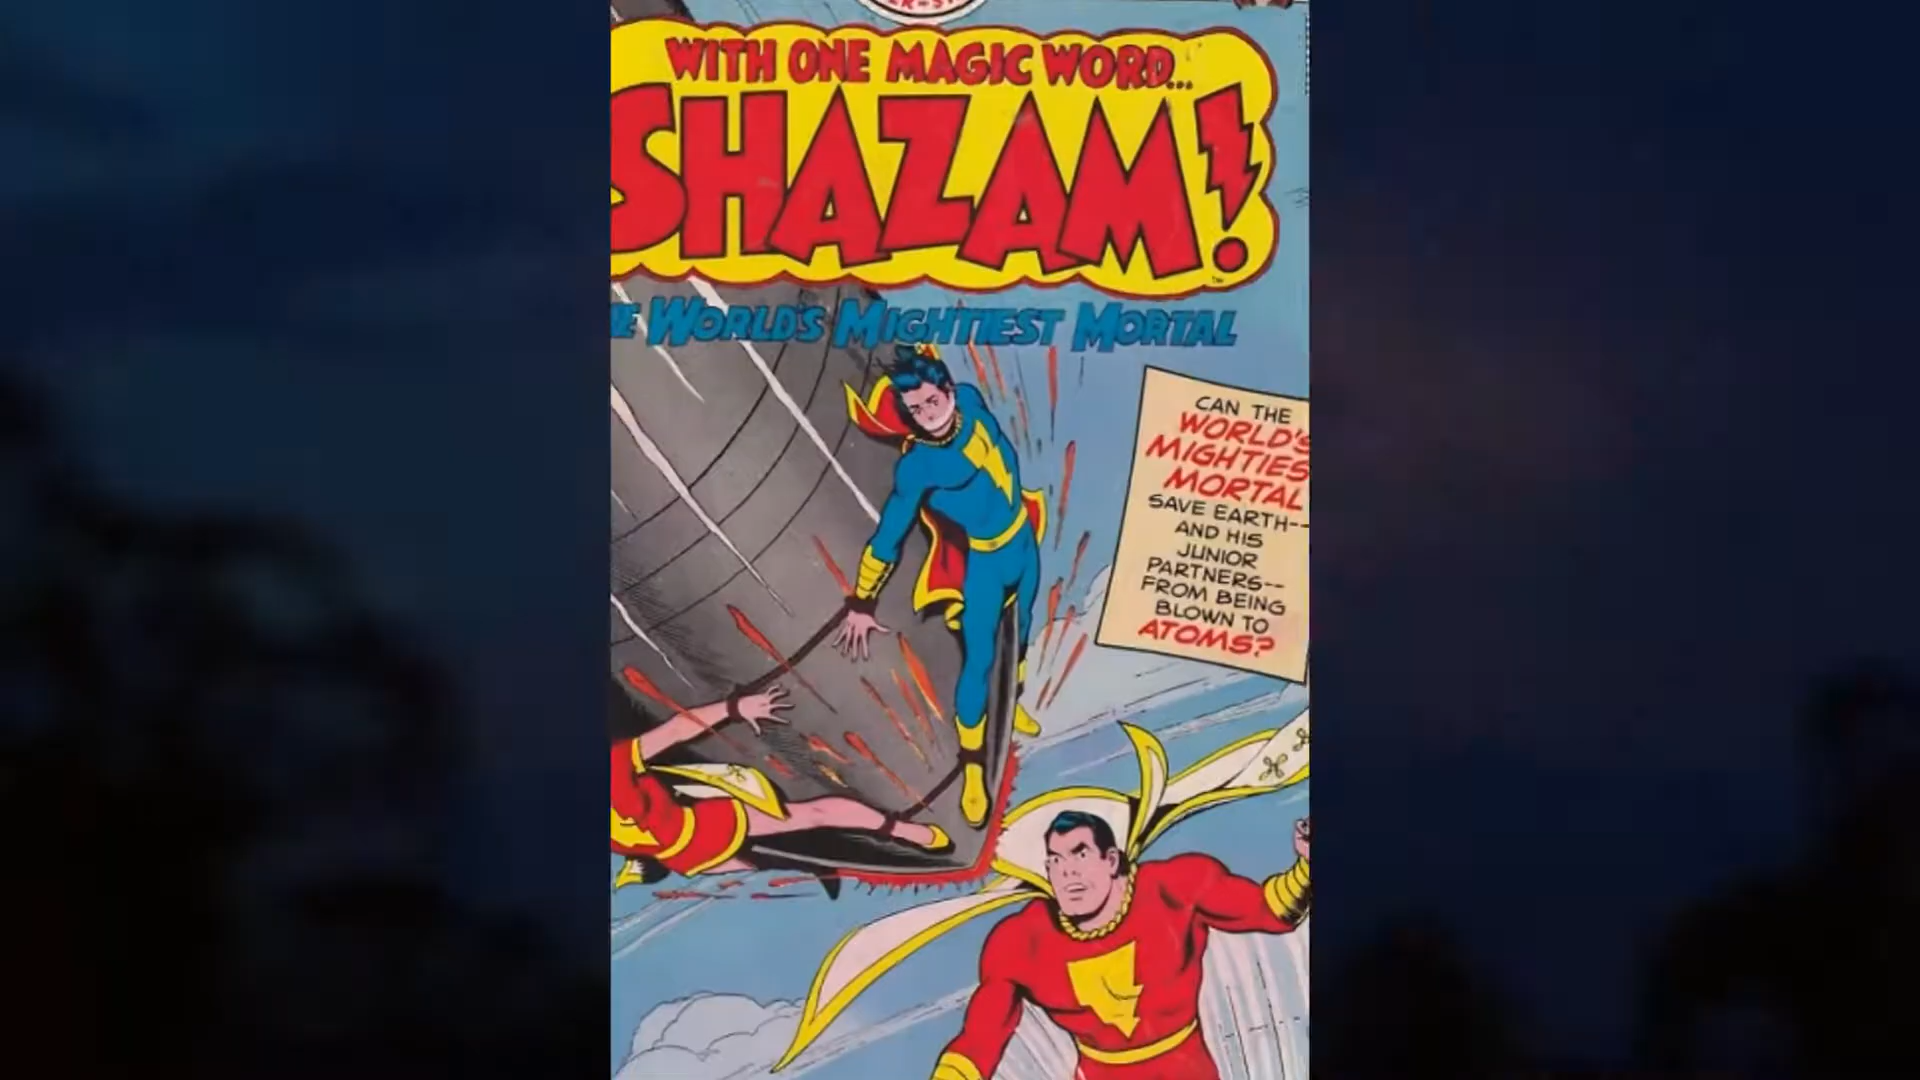 WITH ONE MAGIC WORD...
SHAZAM!
WORLD'S MIGHTIEST MORTAL
CAN THE
WORLD'S
MIGHTIES
MORTAL
SAVE EARTH--
AND HIS
JUNIOR
PARTNERS--
FROM BEING
BLOWN TO
ATOMS?